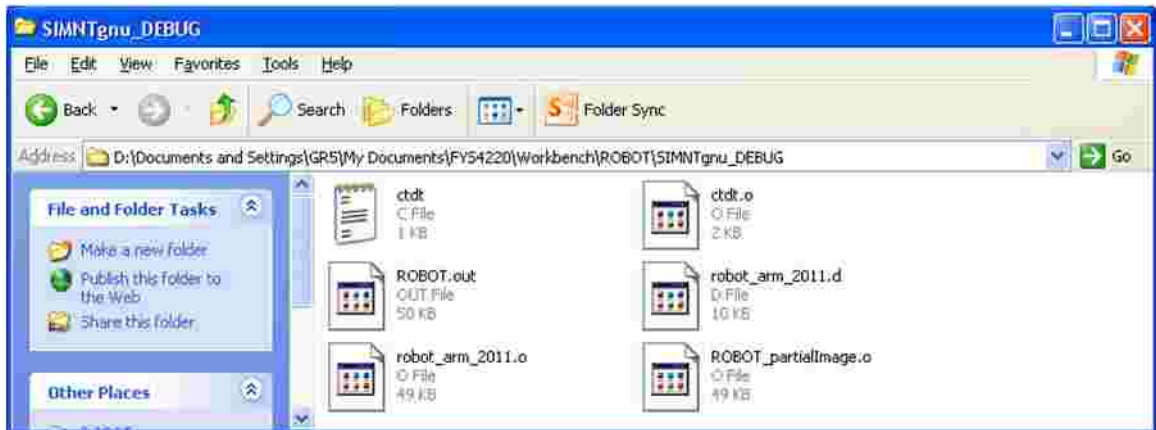 SIMNTgnu_DEBUG
File Edit View Favorites Tools Help
Back Search Folders Folder Sync
Address D:\Documents and Settings\GR5\My Documents\FYS4220\Workbench\ROBOT\SIMNTgnu_DEBUG Go
File and Folder Tasks
Make a new folder
Publish this folder to
the Web
Share this folder
Other Places
ctdt
C File
1 KB
ctdt.o
O File
2 KB
ROBOT.out
OUT File
50 KB
robot_arm_2011.d
D File
10 KB
robot_arm_2011.o
O File
49 KB
ROBOT_partialImage.o
O File
49 KB